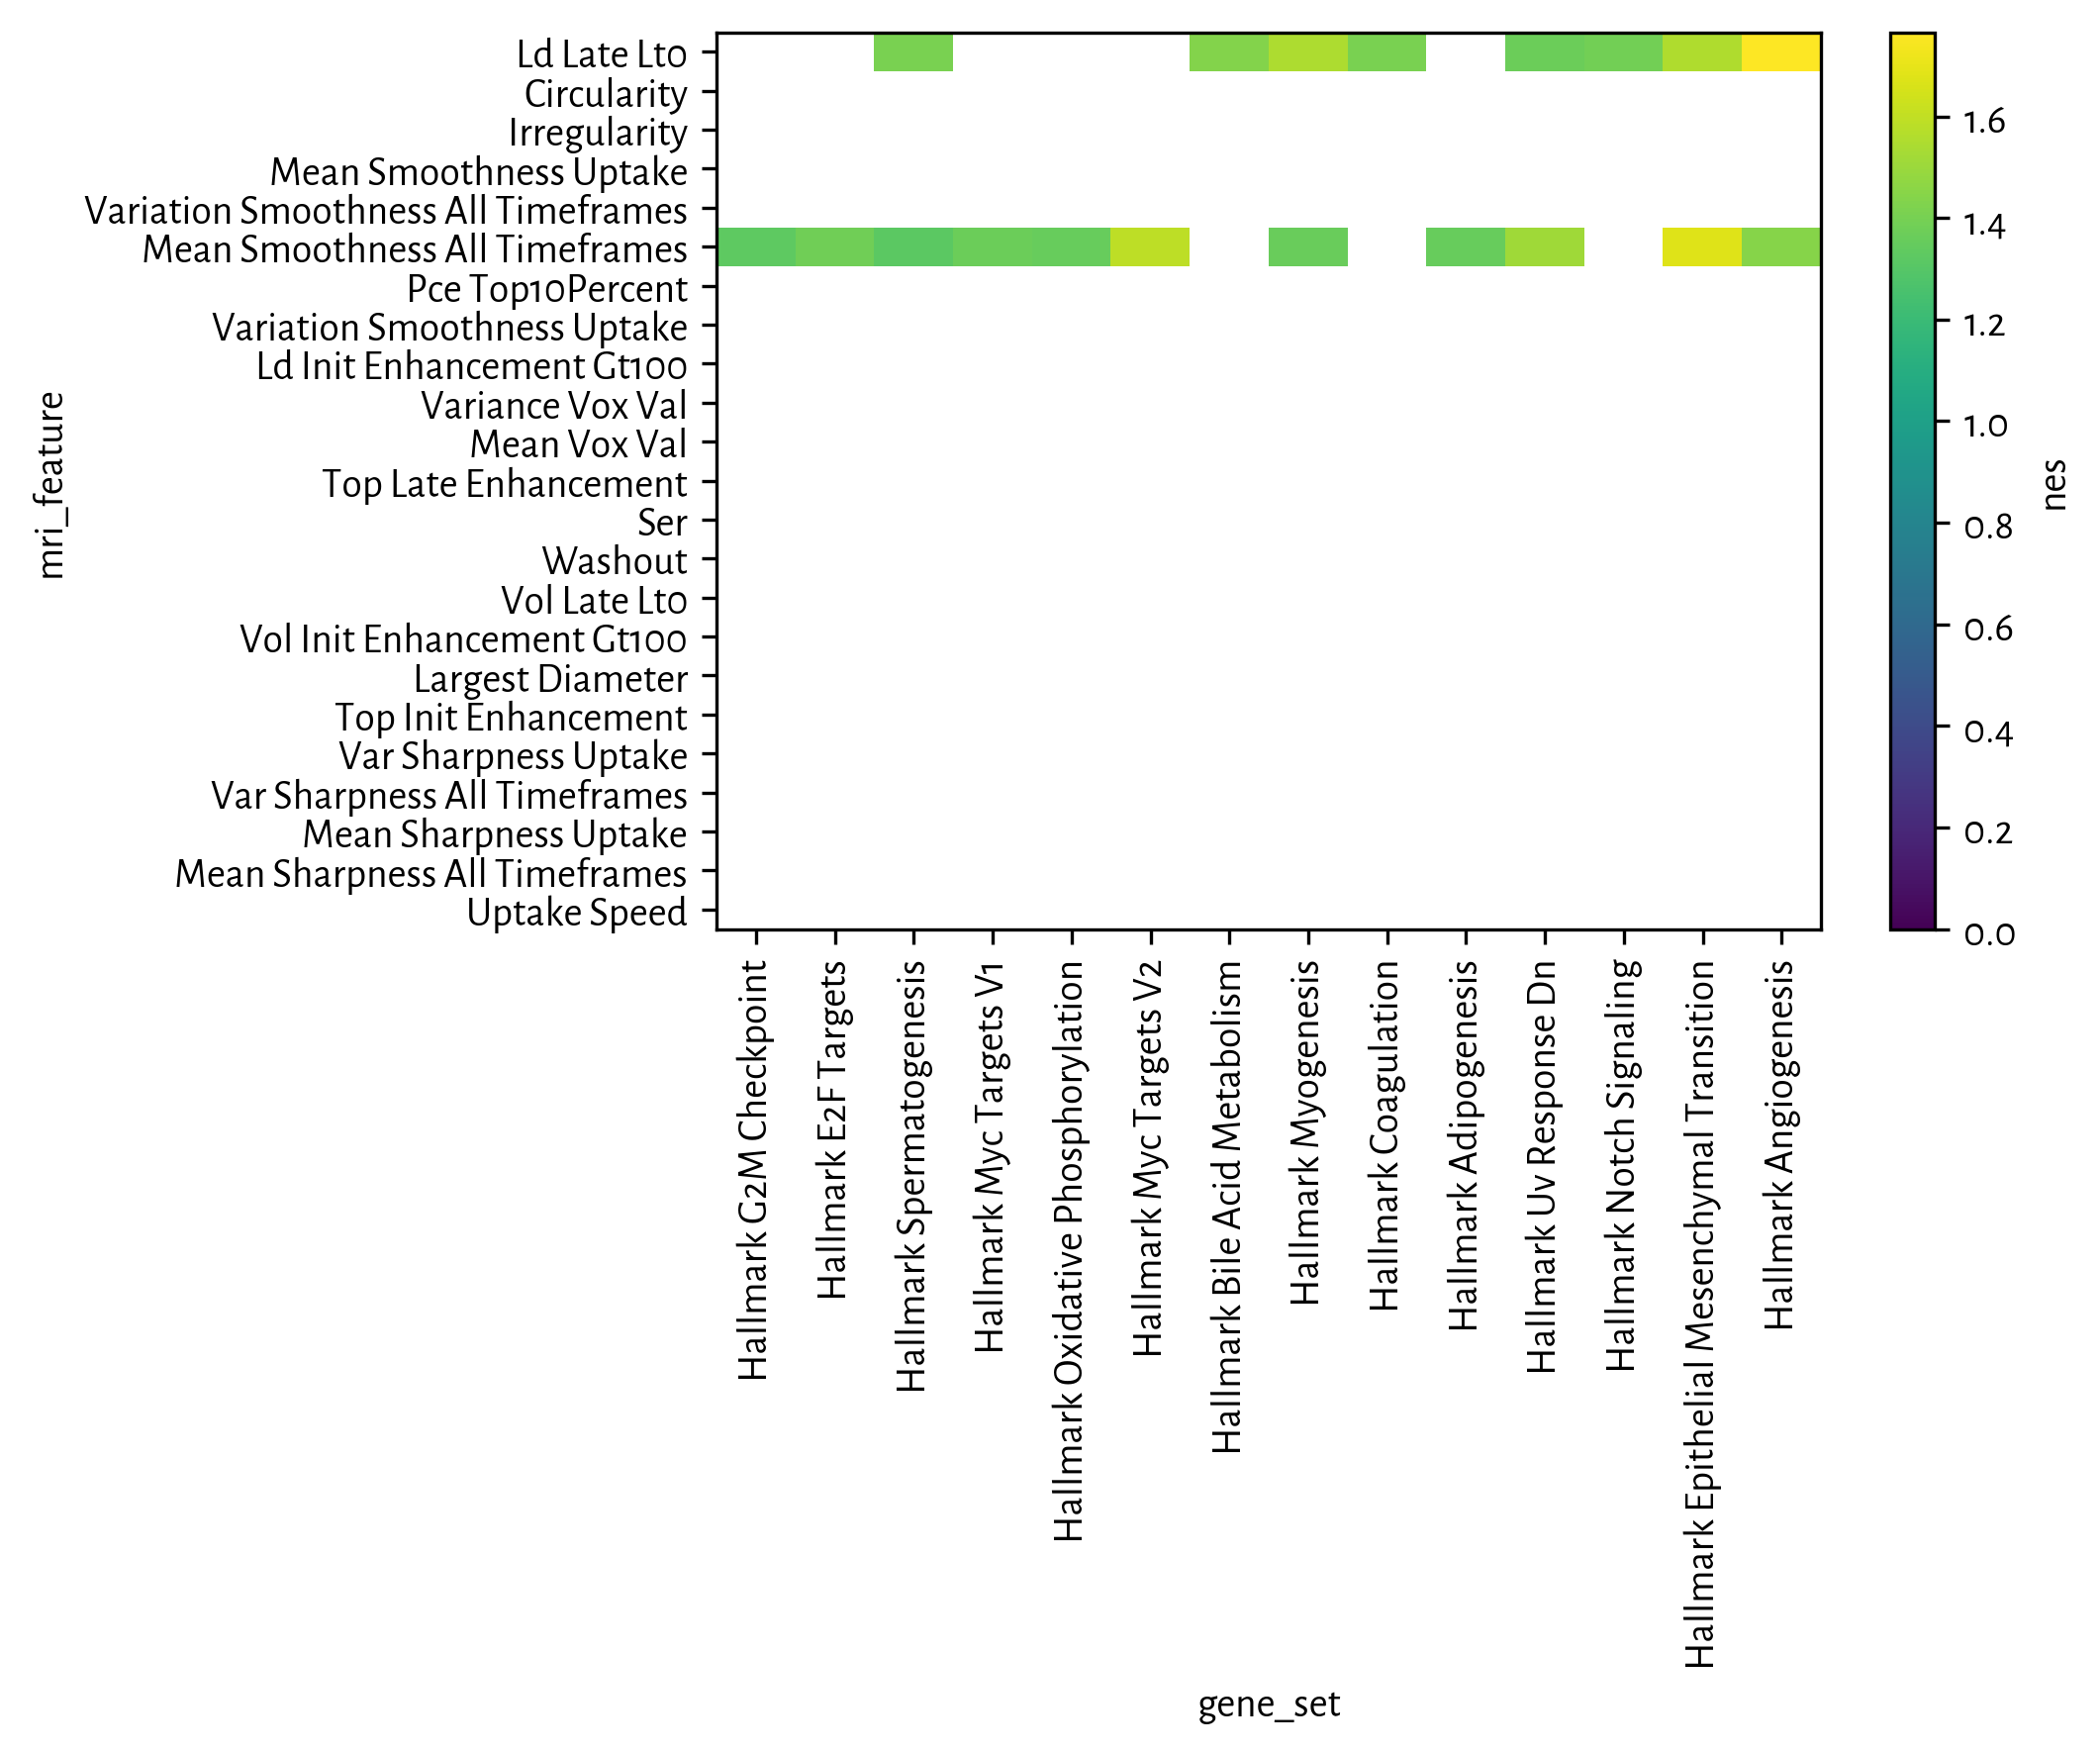 Ld Late Lt0
Circularity
Irregularity
Mean Smoothness Uptake
Variation Smoothness All Timeframes
Mean Smoothness All Timeframes
Pce Top10Percent
Variation Smoothness Uptake
Ld Init Enhancement Gt100
Variance Vox Val
Mean Vox Val
Top Late Enhancement
Ser
Washout
Vol Late Lt0
Vol Init Enhancement Gt100
Largest Diameter
Top Init Enhancement
Var Sharpness Uptake
Var Sharpness All Timeframes
Mean Sharpness Uptake
Mean Sharpness All Timeframes
Uptake Speed
mri_feature
Hallmark G2M Checkpoint
Hallmark E2F Targets
Hallmark Spermatogenesis
Hallmark Myc Targets V1
Hallmark Oxidative Phosphorylation
Hallmark Myc Targets V2
Hallmark Bile Acid Metabolism
Hallmark Myogenesis
Hallmark Coagulation
Hallmark Adipogenesis
Hallmark Uv Response Dn
Hallmark Notch Signaling
Hallmark Epithelial Mesenchymal Transition
Hallmark Angiogenesis
gene_set
1.6
1.4
1.2
1.0
0.8
0.6
0.4
0.2
0.0
nes